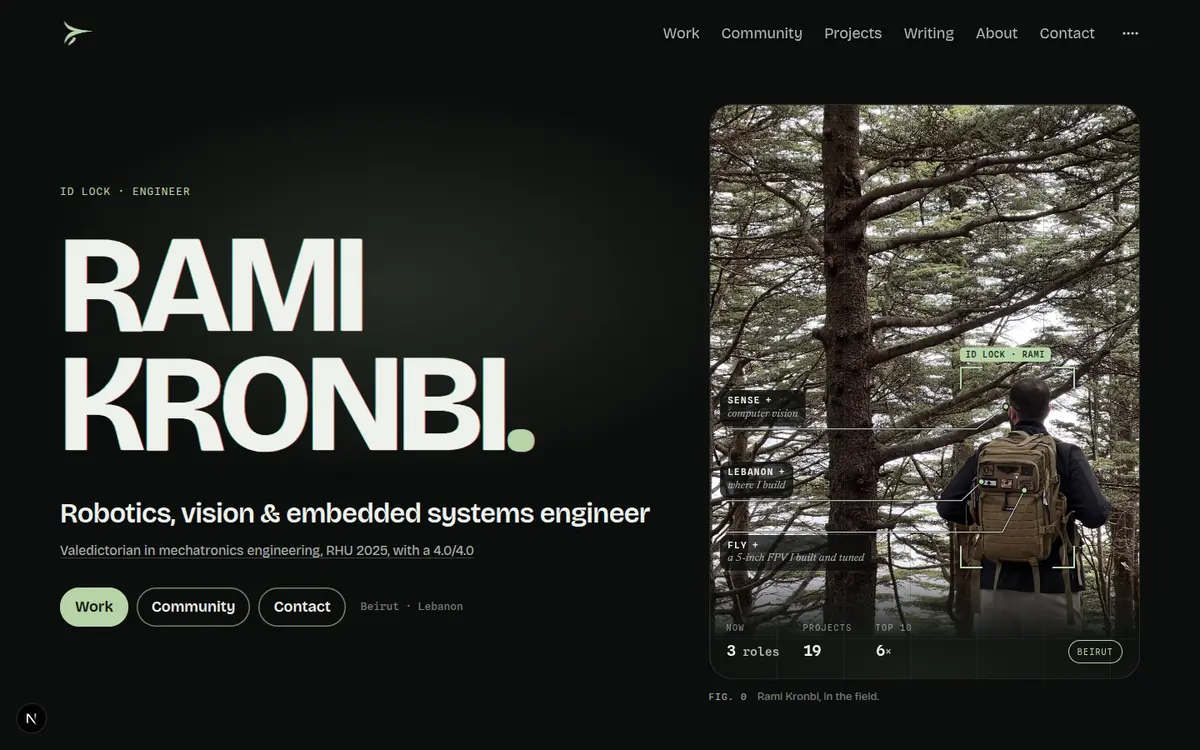 Work Community Projects Writing About Contact
ID LOCK · ENGINEER
RAMI
KRONBI.
Robotics, vision & embedded systems engineer
Valedictorian in mechatronics engineering, RHU 2025, with a 4.0/4.0
Work Community Contact Beirut · Lebanon
ID LOCK · RAMI
SENSE +
computer vision
LEBANON +
where I build
FLY +
a 5-inch FPV I built and tuned
NOW PROJECTS TOP 10
3 roles 19 6×
BEIRUT
FIG. 0 Rami Kronbi, in the field.
N